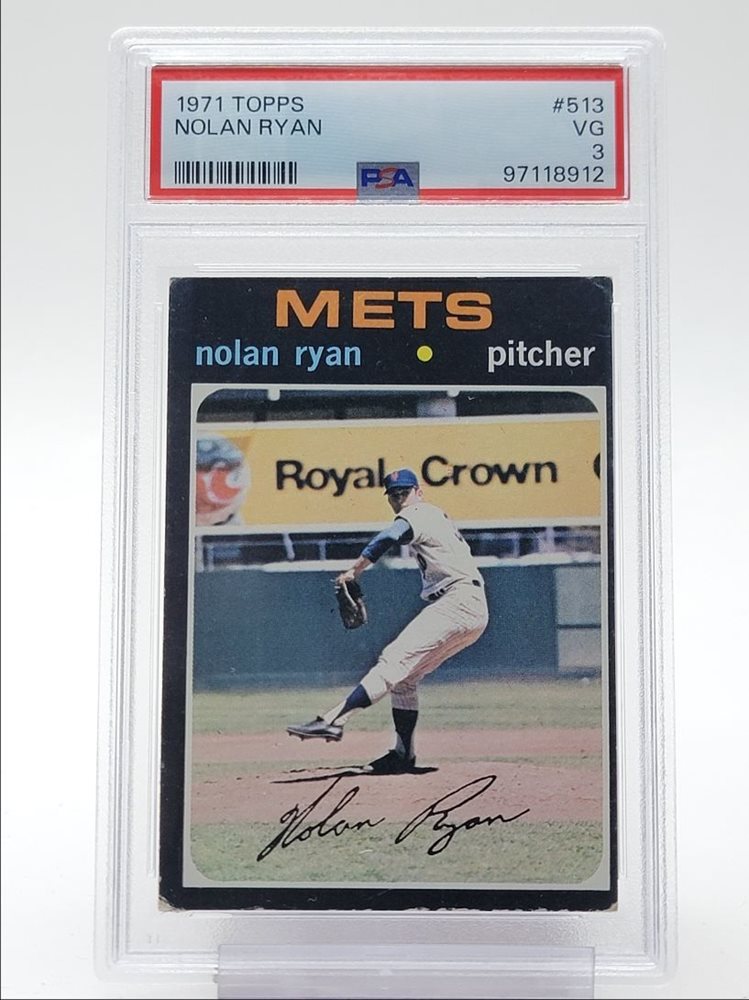 1971 TOPPS #513
NOLAN RYAN VG
3
PSA 97118912
METS
nolan ryan pitcher
Royal Crown
Nolan Ryan